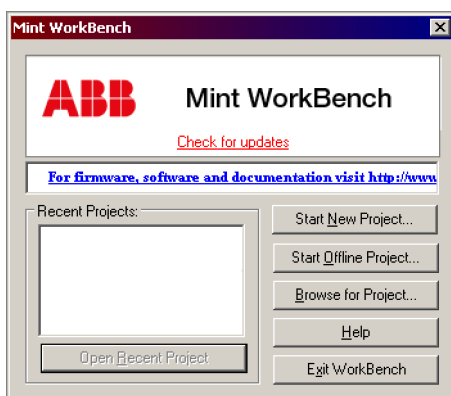 Mint WorkBench
ABB Mint WorkBench
Check for updates
For firmware, software and documentation visit http://www
Recent Projects:
Start New Project...
Start Offline Project...
Browse for Project...
Help
Open Recent Project
Exit WorkBench